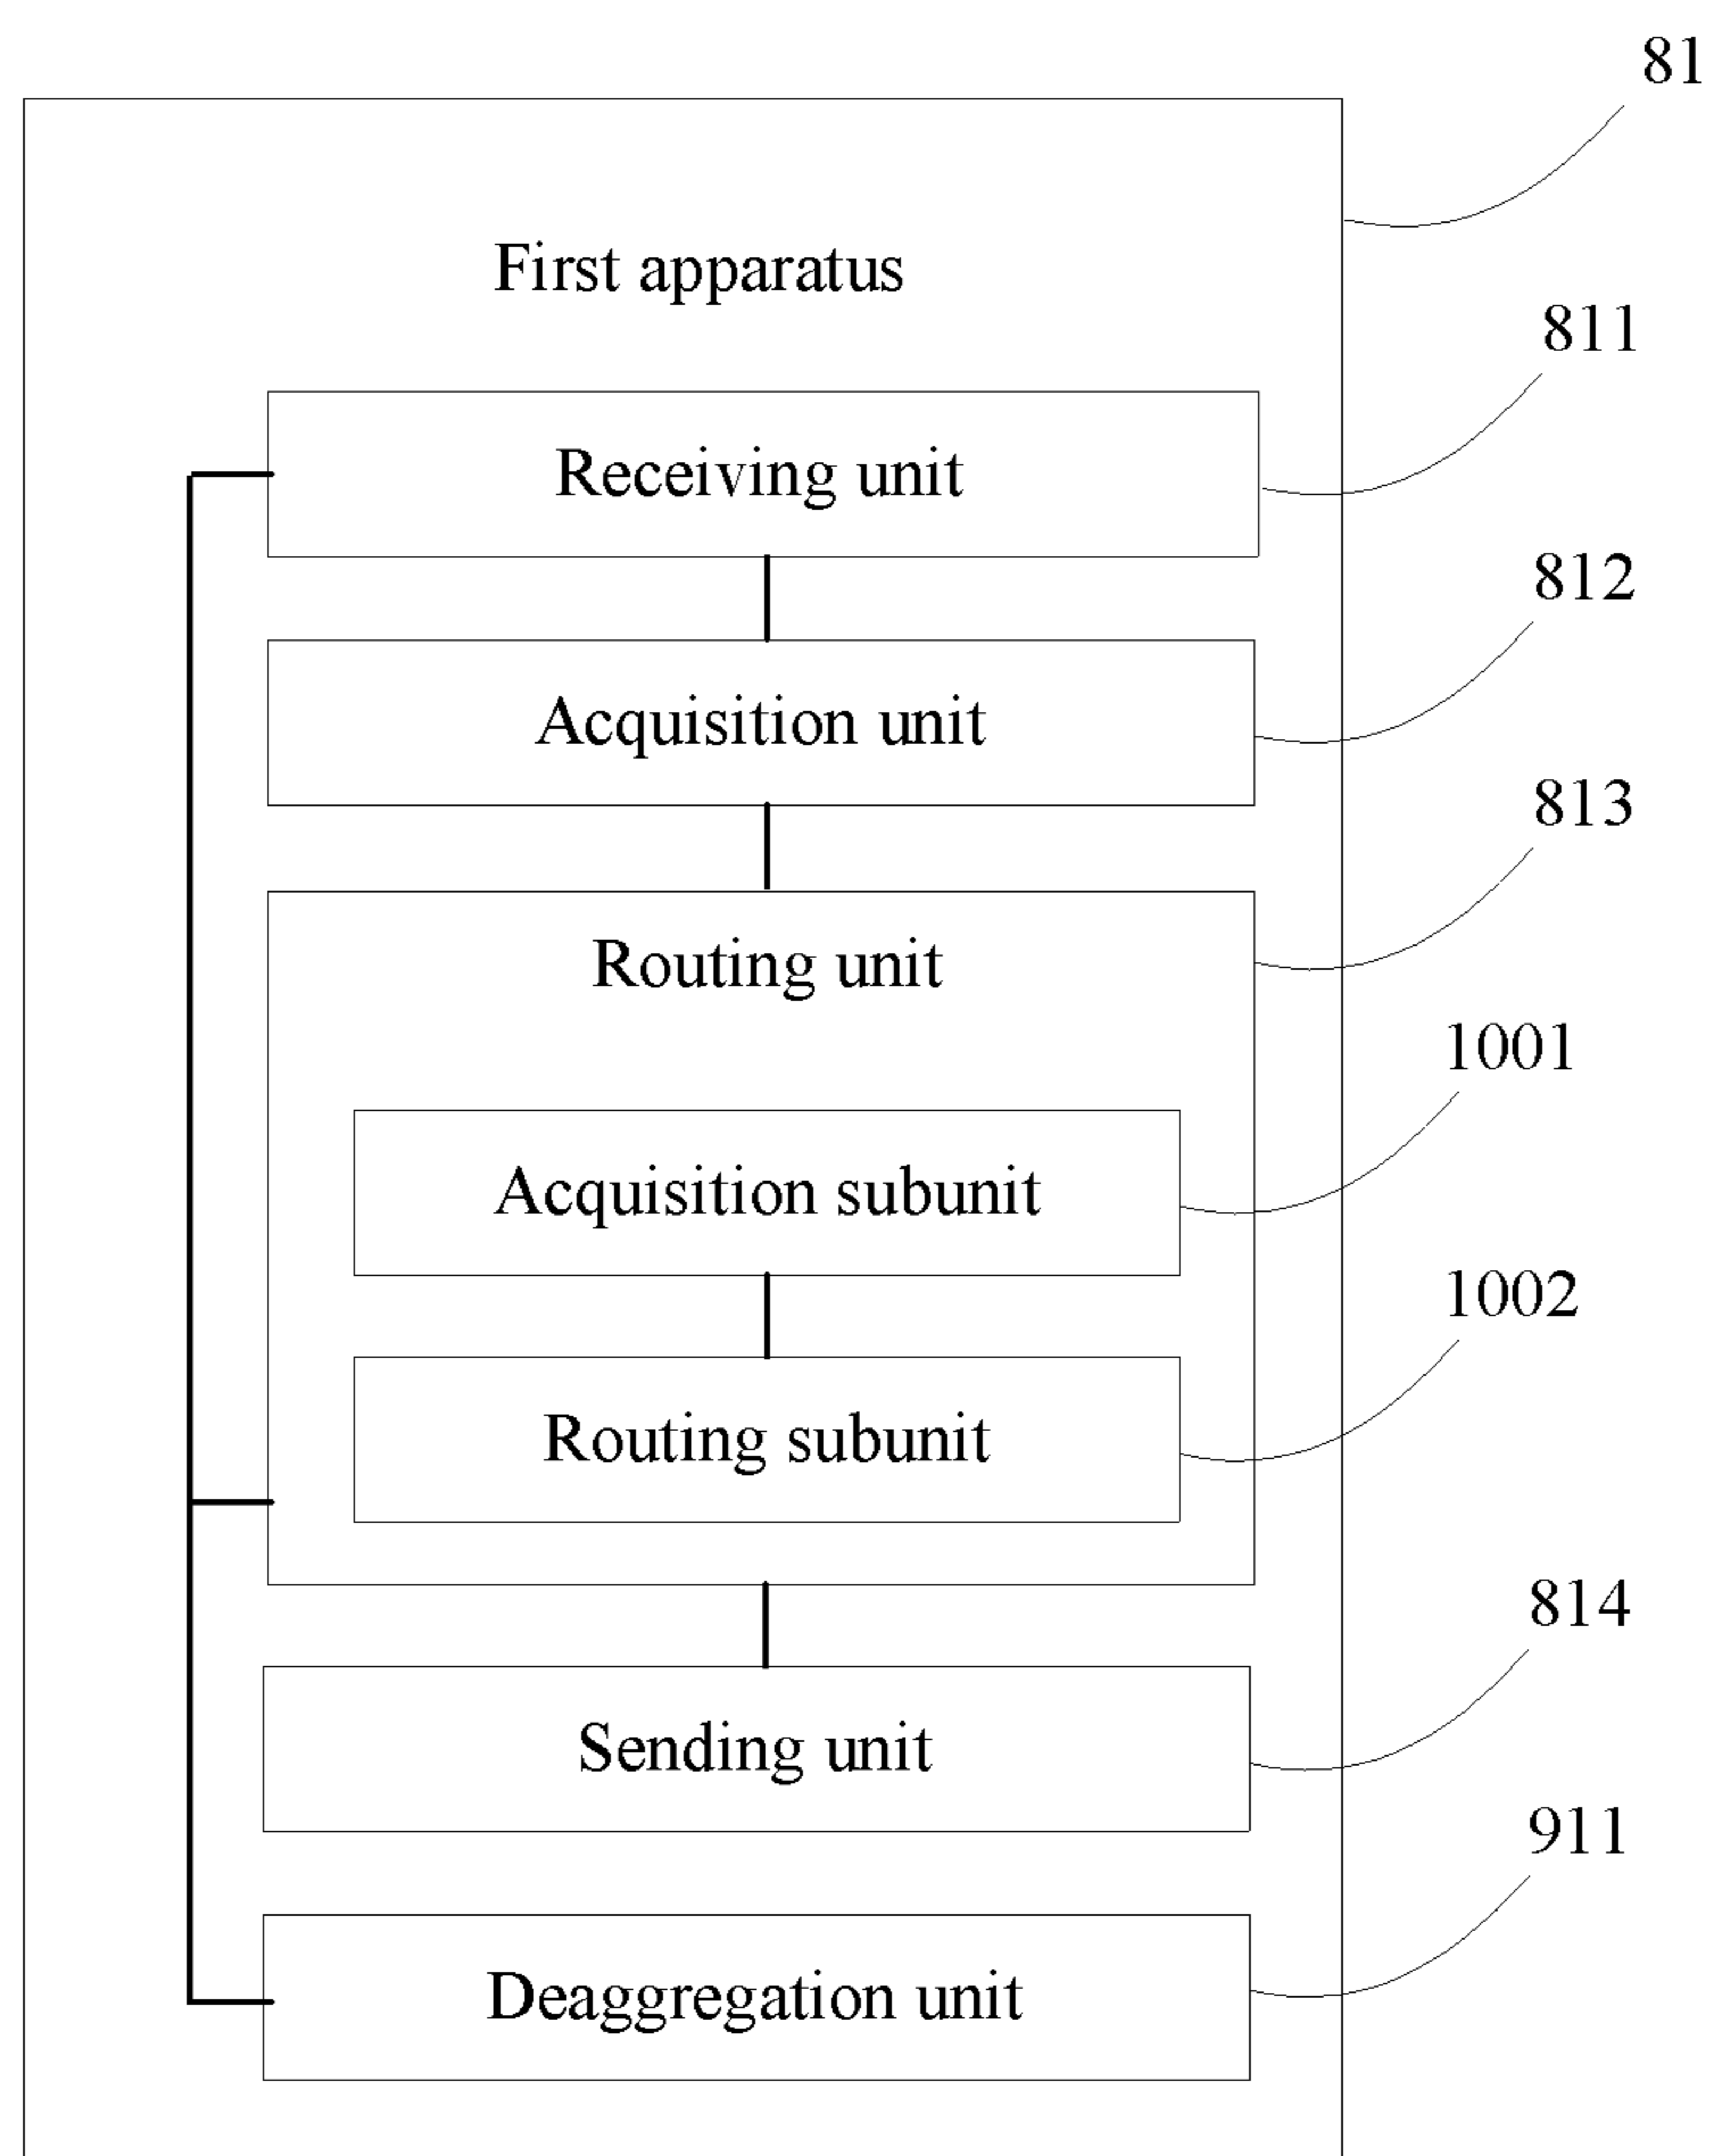 81
First apparatus
811
Receiving unit
812
Acquisition unit
813
Routing unit
1001
Acquisition subunit
1002
Routing subunit
814
Sending unit
911
Deaggregation unit